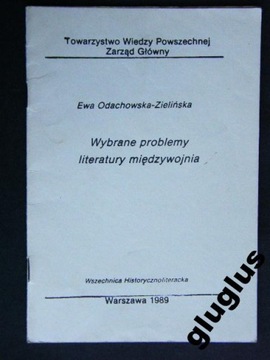 Towarzystwo Wiedzy Powszechnej
Zarząd Główny
Ewa Odachowska-Zielińska
Wybrane problemy
literatury międzywojnia
Wszechnica Historycznoliteracka
Warszawa 1989
gluglus